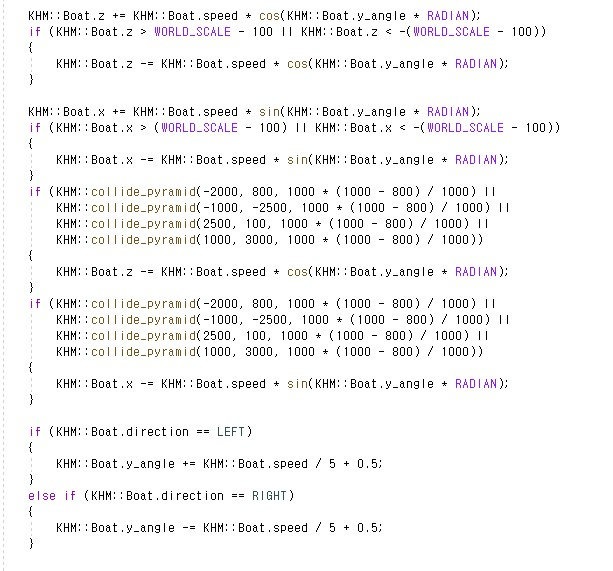 KHM::Boat.z += KHM::Boat.speed * cos(KHM::Boat.y_angle * RADIAN);
if (KHM::Boat.z > WORLD_SCALE - 100 || KHM::Boat.z < -(WORLD_SCALE - 100))
{
KHM::Boat.z -= KHM::Boat.speed * cos(KHM::Boat.y_angle * RADIAN);
}
KHM::Boat.x += KHM::Boat.speed * sin(KHM::Boat.y_angle * RADIAN);
if (KHM::Boat.x > (WORLD_SCALE - 100) || KHM::Boat.x < -(WORLD_SCALE - 100))
{
KHM::Boat.x -= KHM::Boat.speed * sin(KHM::Boat.y_angle * RADIAN);
}
if (KHM::collide_pyramid(-2000, 800, 1000 * (1000 - 800) / 1000) ||
KHM::collide_pyramid(-1000, -2500, 1000 * (1000 - 800) / 1000) ||
KHM::collide_pyramid(2500, 100, 1000 * (1000 - 800) / 1000) ||
KHM::collide_pyramid(1000, 3000, 1000 * (1000 - 800) / 1000))
{
KHM::Boat.z -= KHM::Boat.speed * cos(KHM::Boat.y_angle * RADIAN);
}
if (KHM::collide_pyramid(-2000, 800, 1000 * (1000 - 800) / 1000) ||
KHM::collide_pyramid(-1000, -2500, 1000 * (1000 - 800) / 1000) ||
KHM::collide_pyramid(2500, 100, 1000 * (1000 - 800) / 1000) ||
KHM::collide_pyramid(1000, 3000, 1000 * (1000 - 800) / 1000))
{
KHM::Boat.x -= KHM::Boat.speed * sin(KHM::Boat.y_angle * RADIAN);
}
if (KHM::Boat.direction == LEFT)
{
KHM::Boat.y_angle += KHM::Boat.speed / 5 + 0.5;
}
else if (KHM::Boat.direction == RIGHT)
{
KHM::Boat.y_angle -= KHM::Boat.speed / 5 + 0.5;
}